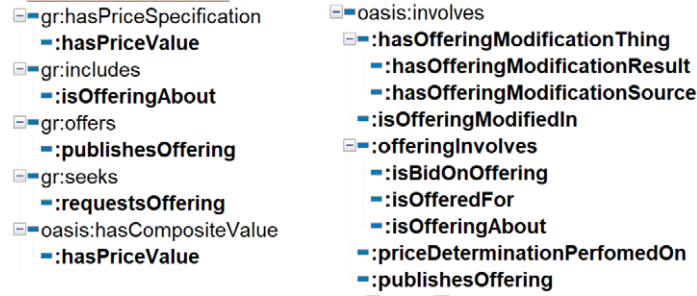 gr:hasPriceSpecification
:hasPriceValue
gr:includes
:isOfferingAbout
gr:offers
:publishesOffering
gr:seeks
:requestsOffering
oasis:hasCompositeValue
:hasPriceValue
oasis:involves
:hasOfferingModificationThing
:hasOfferingModificationResult
:hasOfferingModificationSource
:isOfferingModifiedIn
:offeringInvolves
:isBidOnOffering
:isOfferedFor
:isOfferingAbout
:priceDeterminationPerfomedOn
:publishesOffering